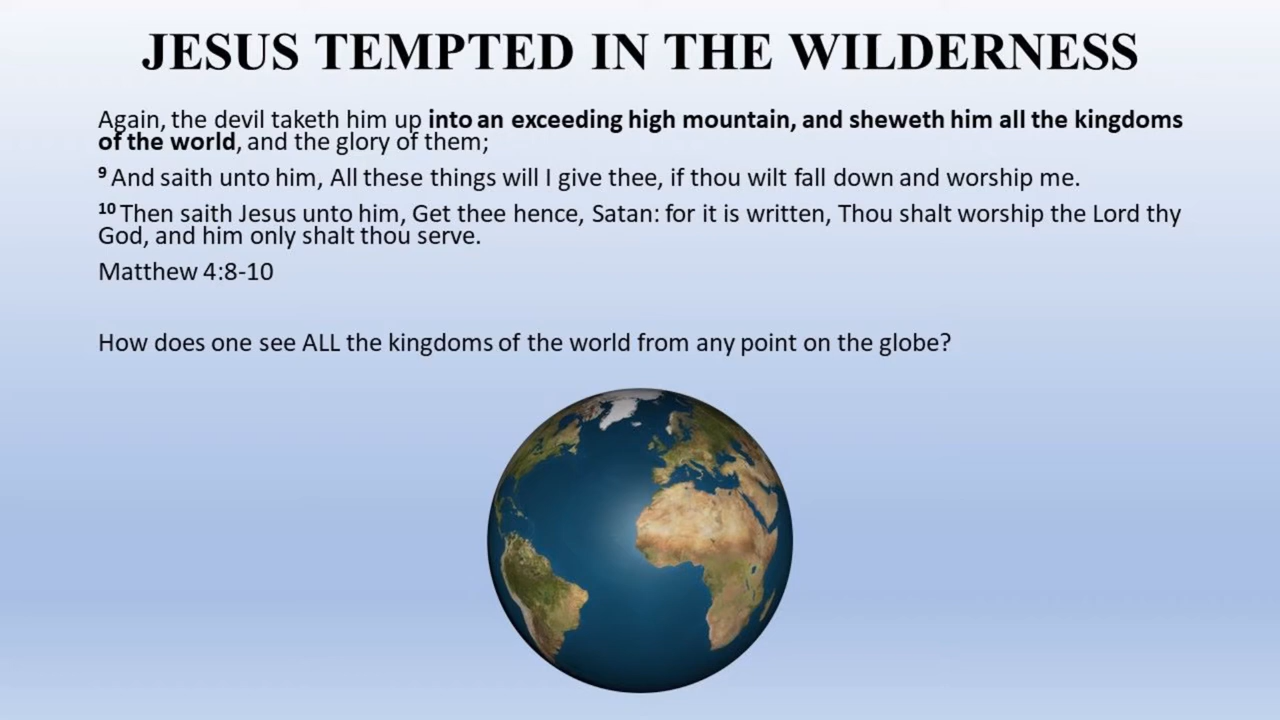 JESUS TEMPTED IN THE WILDERNESS
Again, the devil taketh him up into an exceeding high mountain, and sheweth him all the kingdoms
of the world, and the glory of them;
9 And saith unto him, All these things will I give thee, if thou wilt fall down and worship me.
10 Then saith Jesus unto him, Get thee hence, Satan: for it is written, Thou shalt worship the Lord thy
God, and him only shalt thou serve.
Matthew 4:8-10
How does one see ALL the kingdoms of the world from any point on the globe?